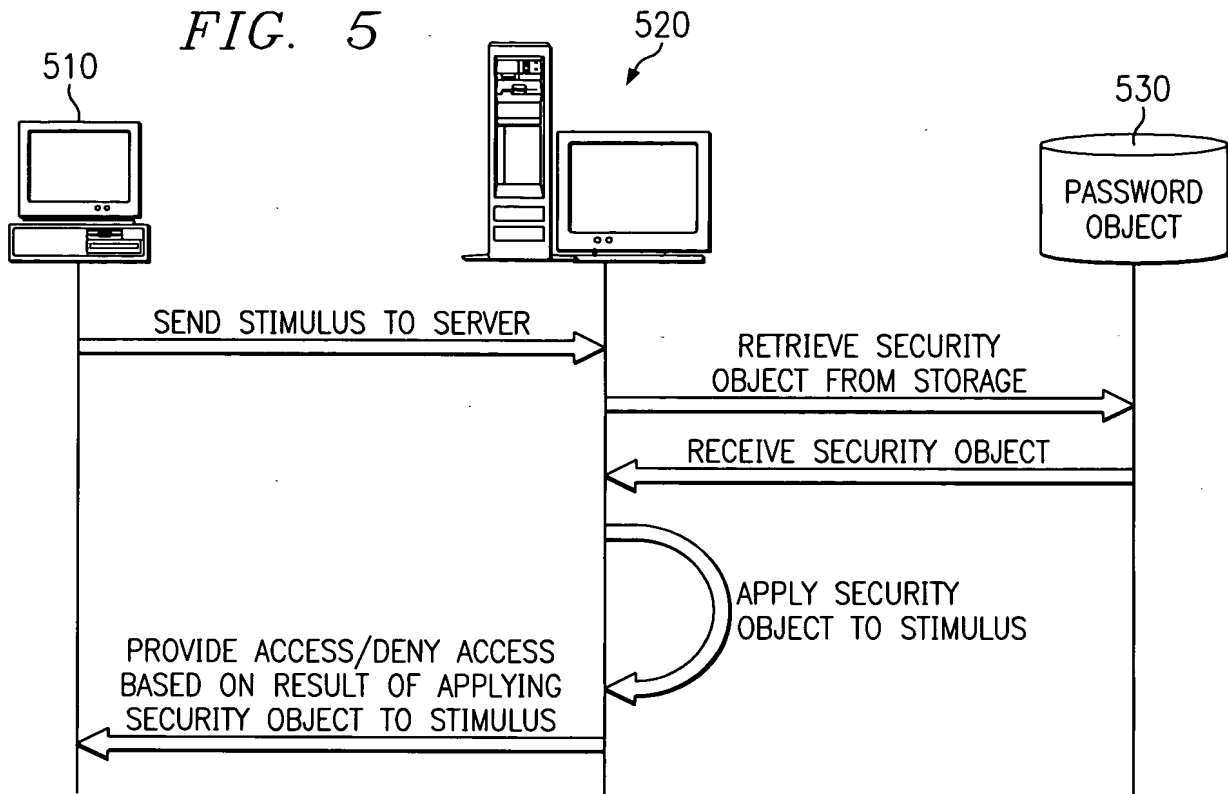 FIG. 5
510
520
530
PASSWORD
OBJECT
SEND STIMULUS TO SERVER
RETRIEVE SECURITY
OBJECT FROM STORAGE
RECEIVE SECURITY OBJECT
APPLY SECURITY
OBJECT TO STIMULUS
PROVIDE ACCESS/DENY ACCESS
BASED ON RESULT OF APPLYING
SECURITY OBJECT TO STIMULUS